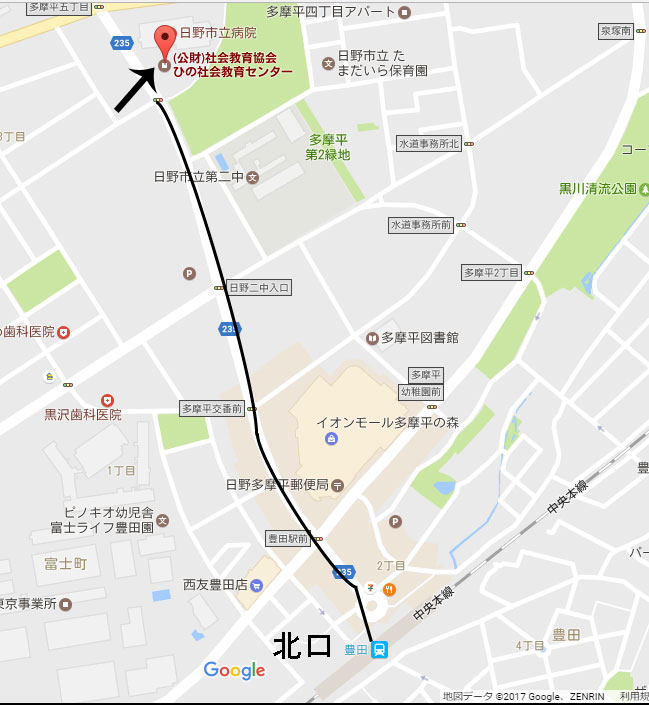 多摩平五丁目
235
日野市立病院
多摩平四丁目アパート
泉塚南
(公財)社会教育協会
ひの社会教育センター
日野市立 た
まだいら保育園
多摩平
第2緑地
水道事務所北
コー
日野市立第二中
黒川清流公園
水道事務所前
多摩平2丁目
日野二中入口
235
歯科医院
多摩平図書館
多摩平
幼稚園前
黒沢歯科医院
多摩平交番前
イオンモール多摩平の森
1丁目
日野多摩平郵便局
中央本線
ピノキオ幼児舎
富士ライフ豊田園
豊田駅前
富士町
235
2丁目
西友豊田店
東京事業所
中央本線
豊田
4丁目
北口
豊田
Google
地図データ ©2017 Google、ZENRIN
利用規